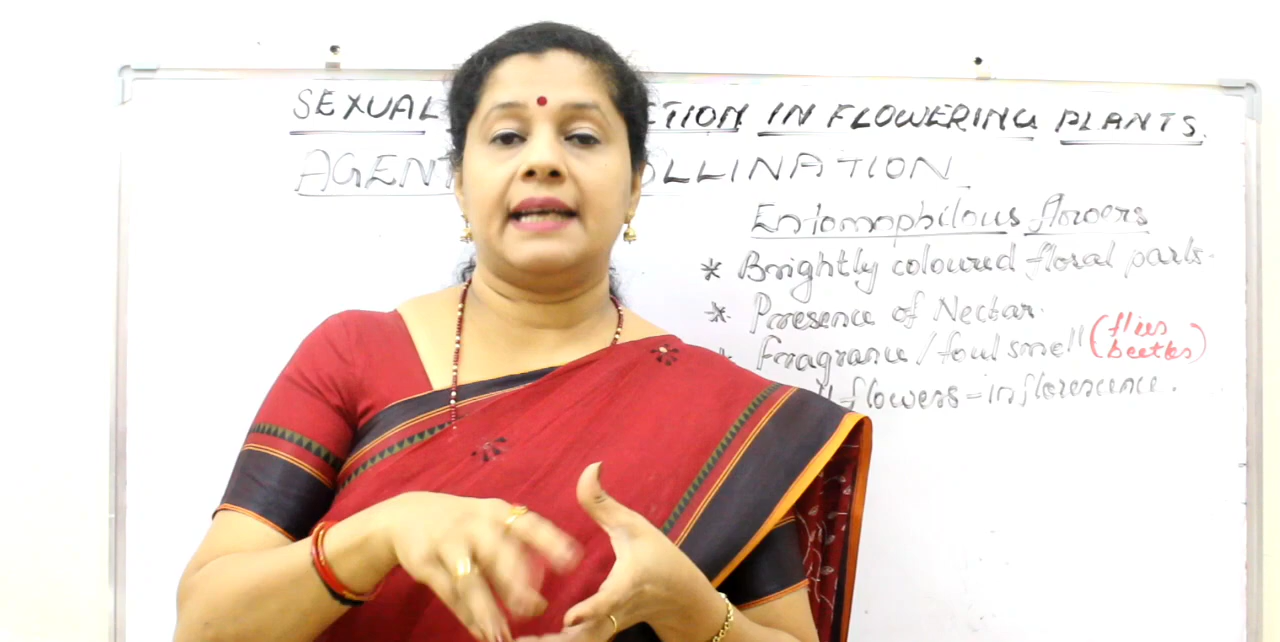 SEXUAL CTION IN FLOWERING PLANTS.
AGENT OLLINATION
Entomophilous flowers
* Brightly coloured floral parts.
* Presence of Nectar.
* Fragrance / foul smell (flies beetles)
flowers = inflorescence.